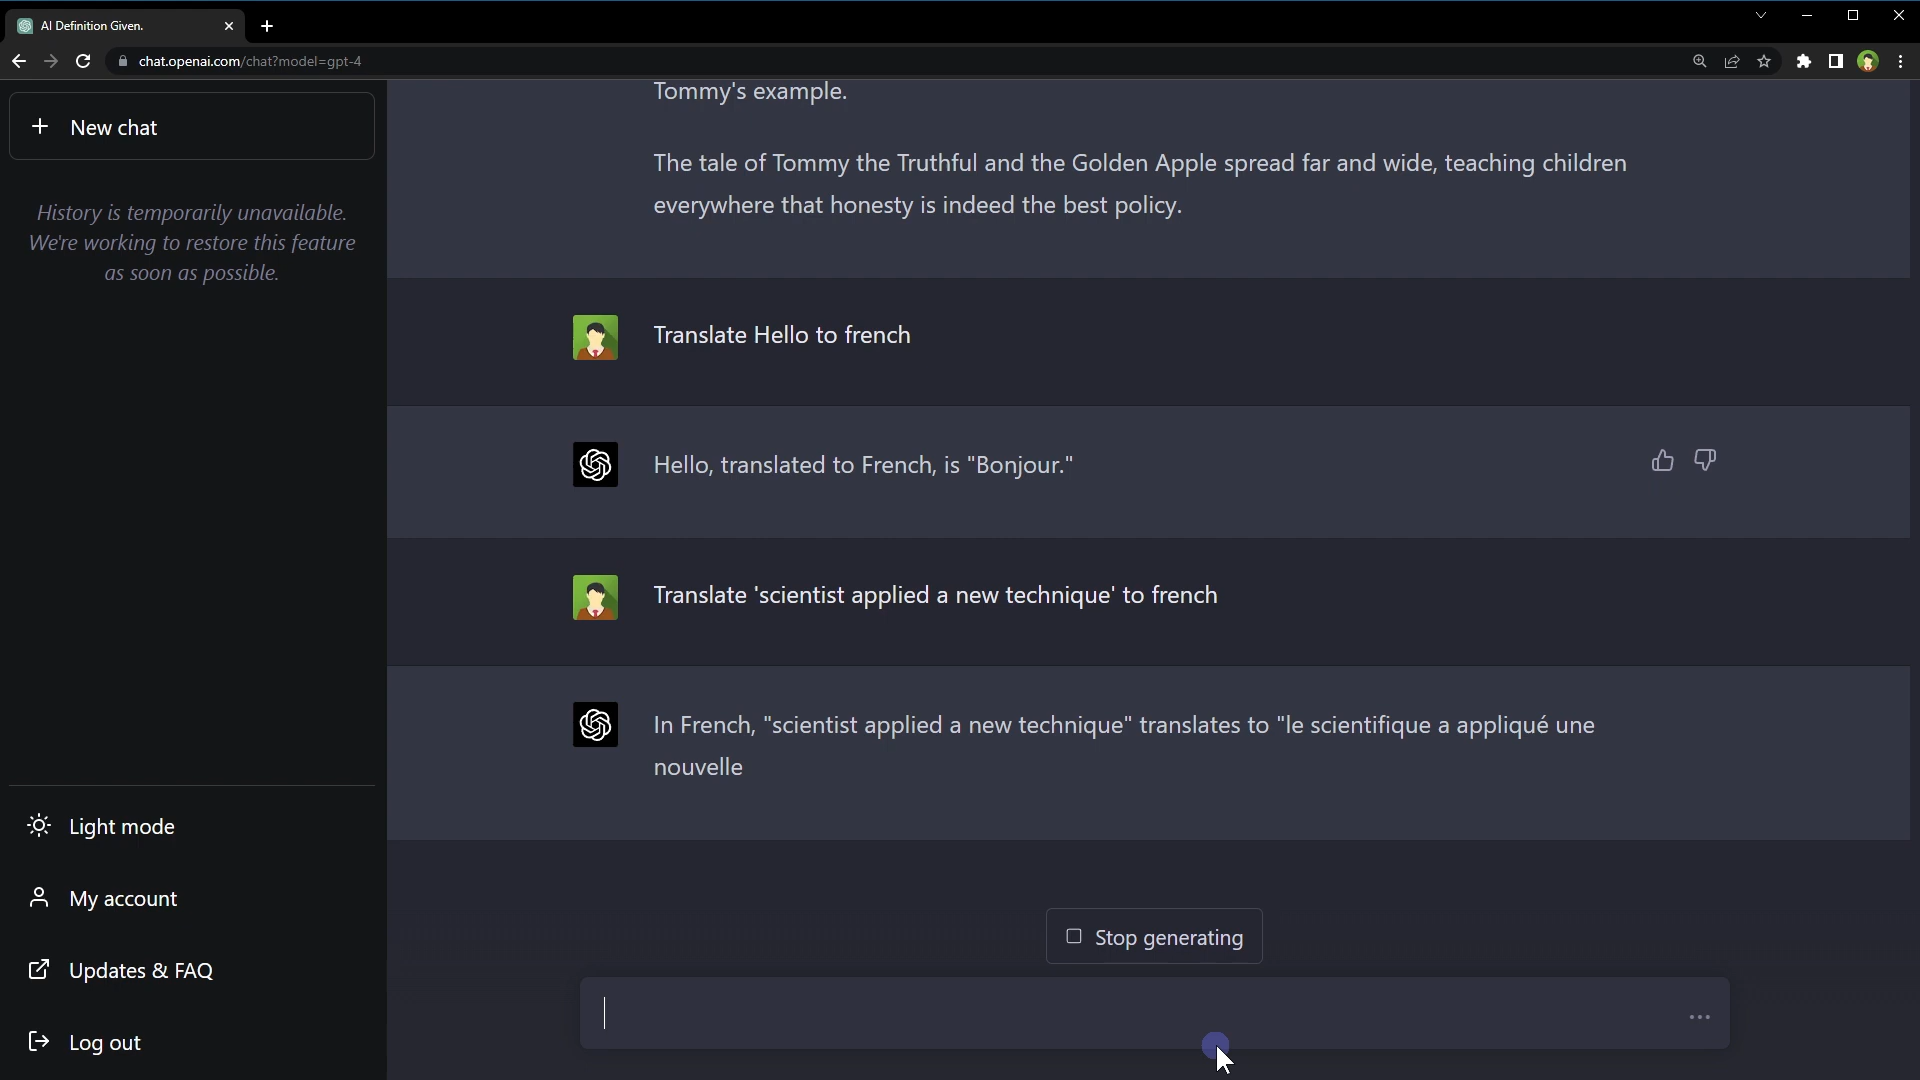 AI Definition Given.
chat.openai.com/chat?model=gpt-4
New chat
History is temporarily unavailable.
We're working to restore this feature
as soon as possible.
Light mode
My account
Updates & FAQ
Log out
Tommy's example.
The tale of Tommy the Truthful and the Golden Apple spread far and wide, teaching children
everywhere that honesty is indeed the best policy.
Translate Hello to french
Hello, translated to French, is "Bonjour."
Translate 'scientist applied a new technique' to french
In French, "scientist applied a new technique" translates to "le scientifique a appliqué une
nouvelle
Stop generating